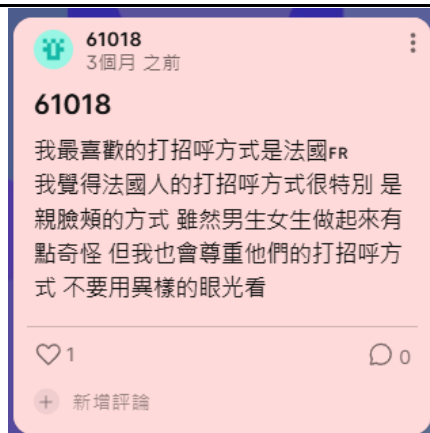 61018
3個月 之前
61018
我最喜歡的打招呼方式是法國FR
我覺得法國人的打招呼方式很特別 是
親臉頰的方式 雖然男生女生做起來有
點奇怪 但我也會尊重他們的打招呼方
式 不要用異樣的眼光看
1
0
新增評論